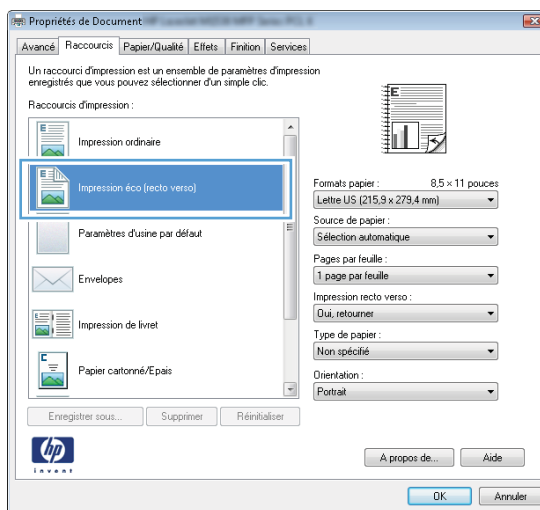 Propriétés de Document
Avancé Raccourcis Papier/Qualité Effets Finition Services
Un raccourci d'impression est un ensemble de paramètres d'impression
enregistrés que vous pouvez sélectionner d'un simple clic.
Raccourcis d'impression :
Impression ordinaire
Impression éco (recto verso)
Paramètres d'usine par défaut
Envelopes
Impression de livret
Papier cartonné/Epais
Enregistrer sous... Supprimer Réinitialiser
Formats papier : 8,5 × 11 pouces
Lettre US (215,9 x 279,4 mm)
Source de papier :
Sélection automatique
Pages par feuille :
1 page par feuille
Impression recto verso :
Oui, retourner
Type de papier :
Non spécifié
Orientation :
Portrait
hp
invent
A propos de... Aide
OK Annuler